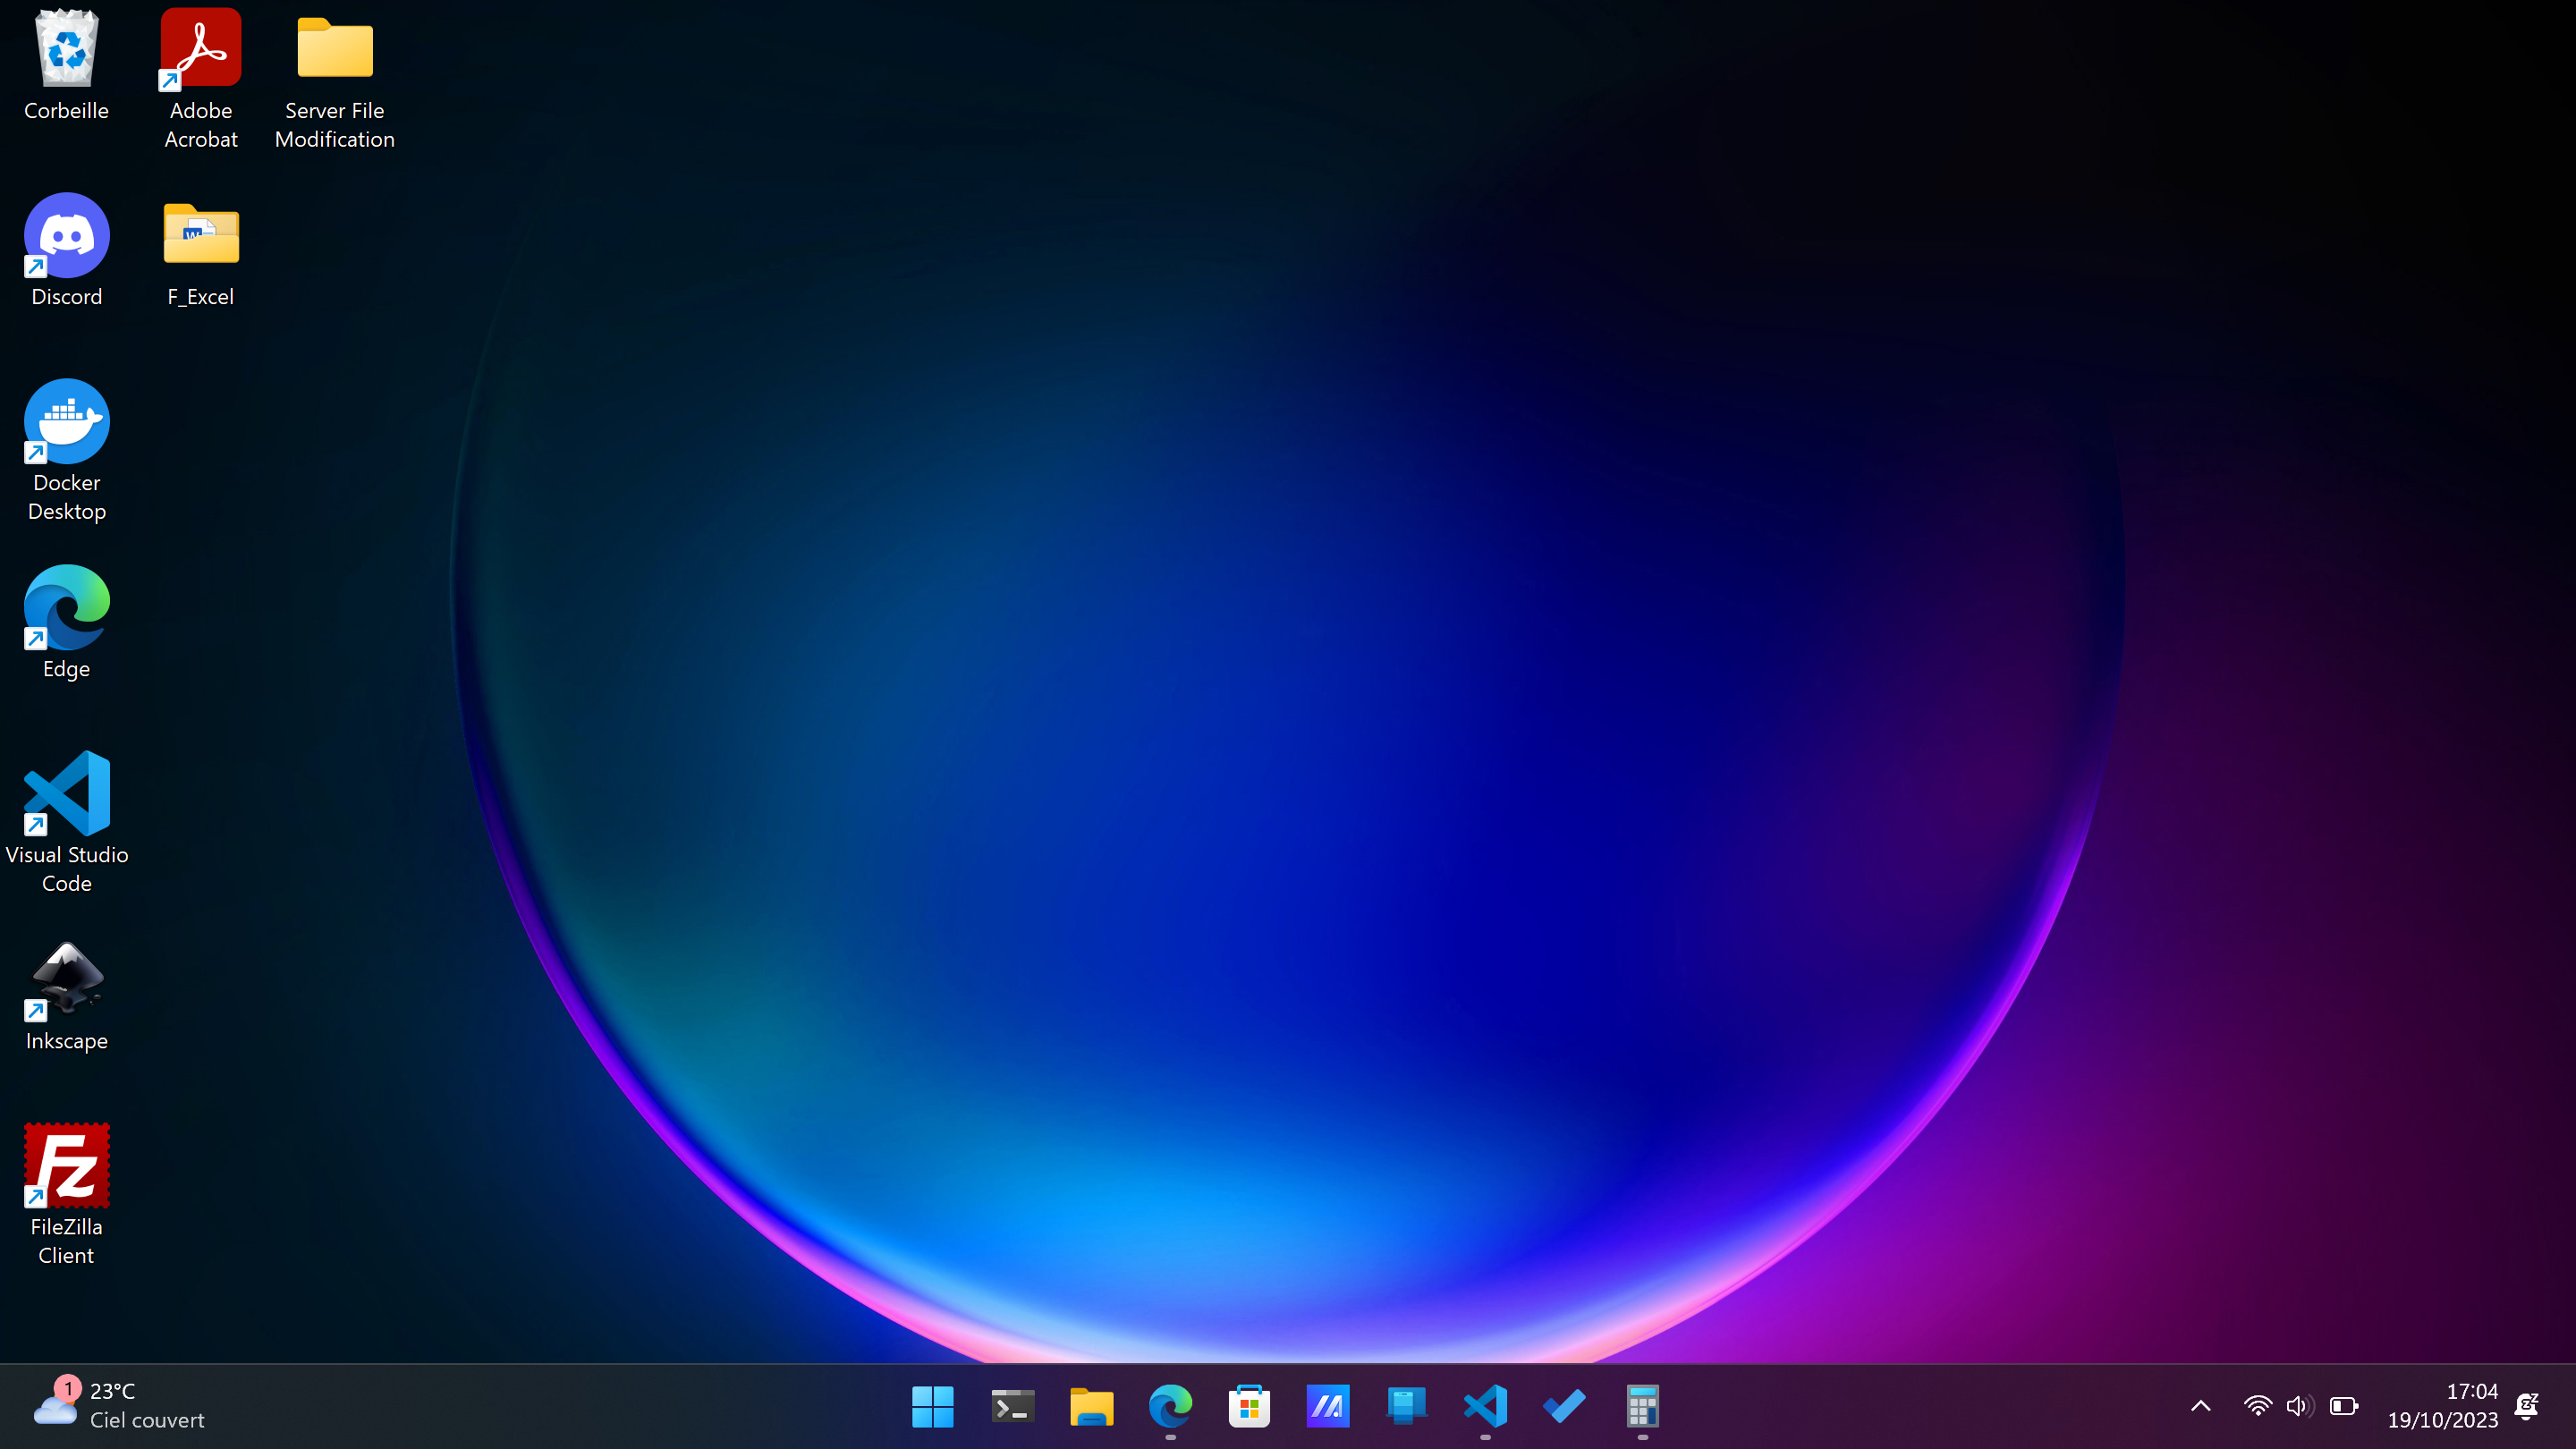 Corbeille
Adobe
Acrobat
Server File
Modification
Discord
F_Excel
Docker
Desktop
Edge
Visual Studio
Code
Inkscape
FileZilla
Client
1
23°C
Ciel couvert
17:04
19/10/2023